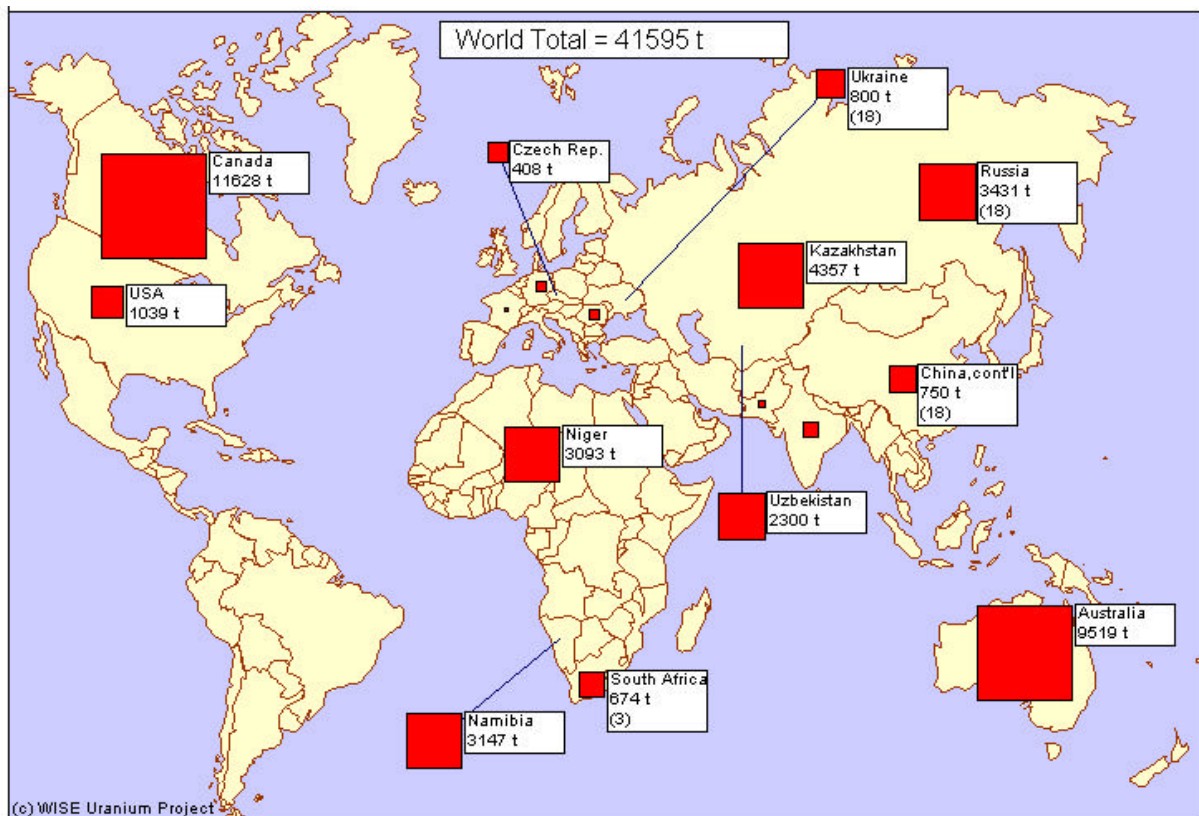 World Total = 41595 t
Ukraine
800 t
(18)
Czech Rep.
408 t
Canada
11628 t
Russia
3431 t
(18)
Kazakhstan
4357 t
USA
1039 t
China,cont'l
750 t
(18)
Niger
3093 t
Uzbekistan
2300 t
Australia
9519 t
South Africa
674 t
(3)
Namibia
3147 t
(c) WISE Uranium Project